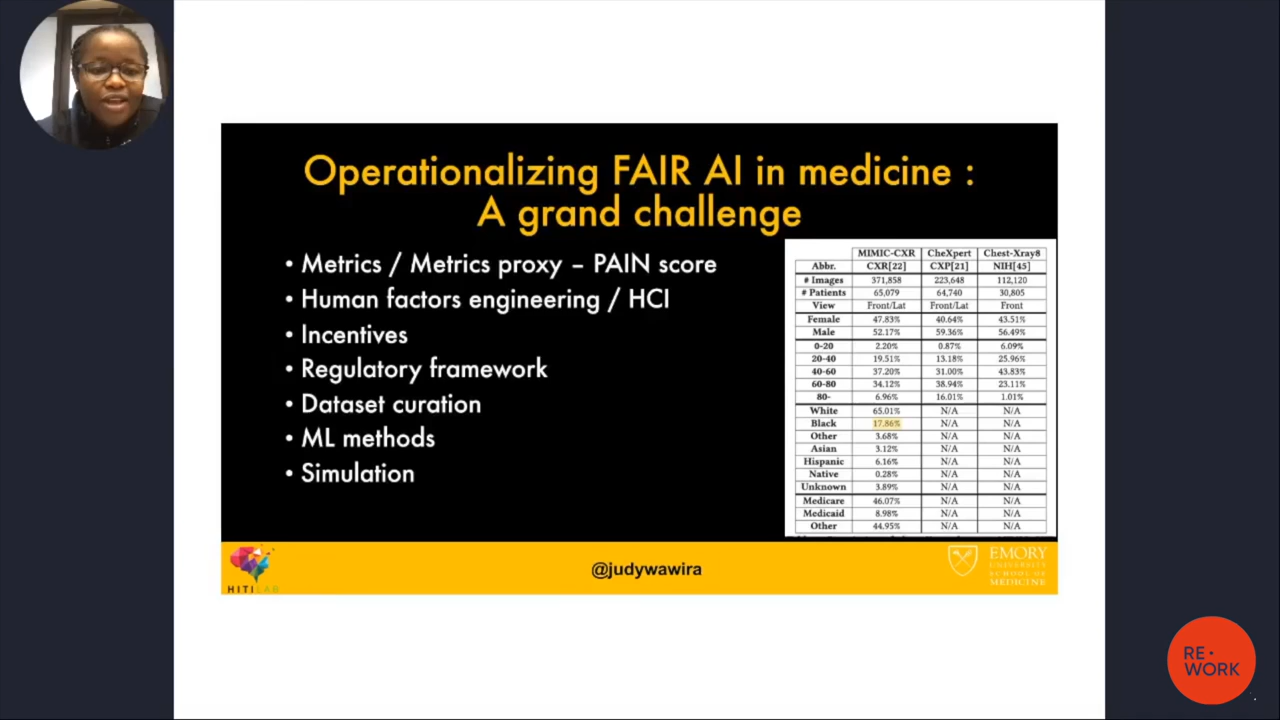 Operationalizing FAIR AI in medicine :
A grand challenge
• Metrics / Metrics proxy – PAIN score
• Human factors engineering / HCI
• Incentives
• Regulatory framework
• Dataset curation
• ML methods
• Simulation
MIMIC-CXR CheXpert Chest-Xray8
Abbr. CXR[22] CXP[21] NIH[45]
# Images 371,858 223,648 112,120
# Patients 65,079 64,740 30,805
View Front/Lat Front/Lat Front
Female 47.83% 40.64% 43.51%
Male 52.17% 59.36% 56.49%
0-20 2.20% 0.87% 6.09%
20-40 19.51% 13.18% 25.96%
40-60 37.20% 31.00% 43.83%
60-80 34.12% 38.94% 23.11%
80- 6.96% 16.01% 1.01%
White 65.01% N/A N/A
Black 17.86% N/A N/A
Other 3.68% N/A N/A
Asian 3.12% N/A N/A
Hispanic 6.16% N/A N/A
Native 0.28% N/A N/A
Unknown 3.89% N/A N/A
Medicare 46.07% N/A N/A
Medicaid 8.98% N/A N/A
Other 44.95% N/A N/A
HITI LAB
@judywawira
EMORY
UNIVERSITY
SCHOOL OF
MEDICINE
RE•
WORK